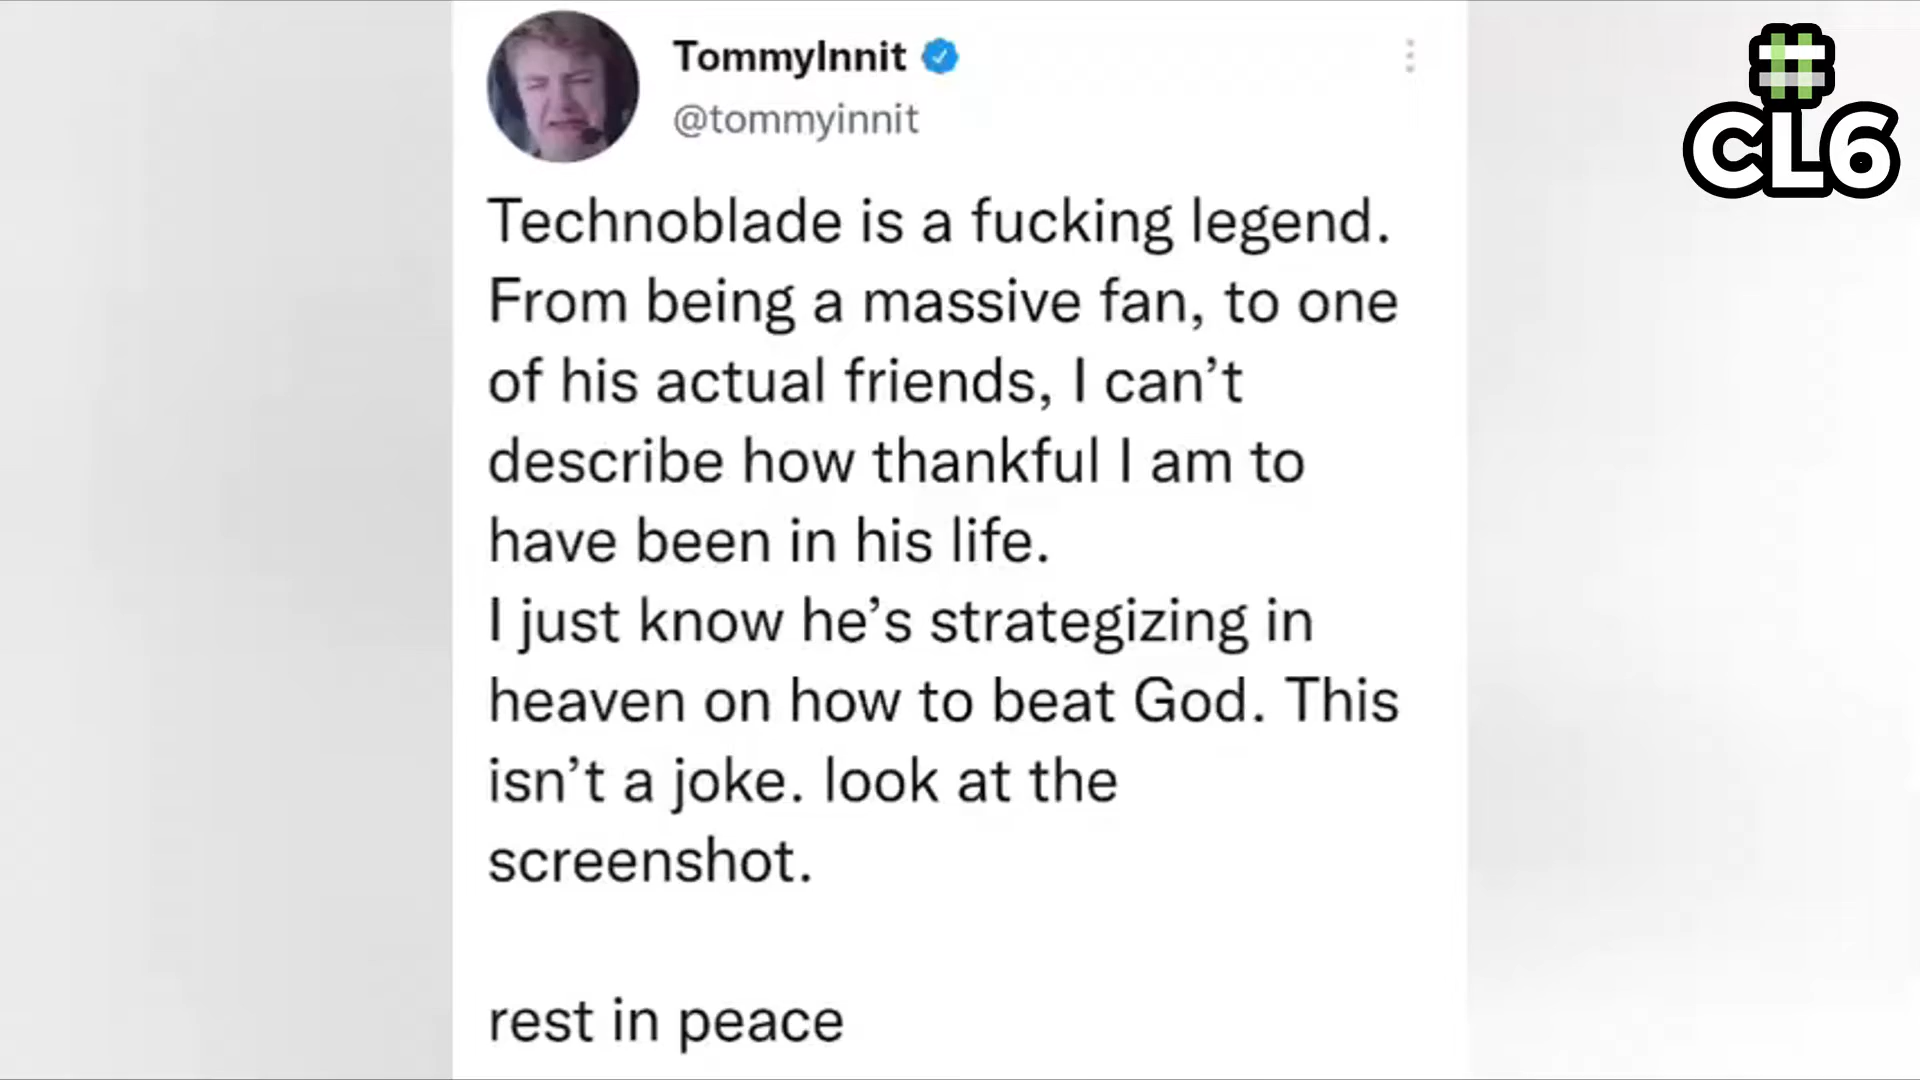 TommyInnit
@tommyinnit
CL6
Technoblade is a fucking legend.
From being a massive fan, to one
of his actual friends, I can’t
describe how thankful I am to
have been in his life.
I just know he’s strategizing in
heaven on how to beat God. This
isn’t a joke. look at the
screenshot.
rest in peace